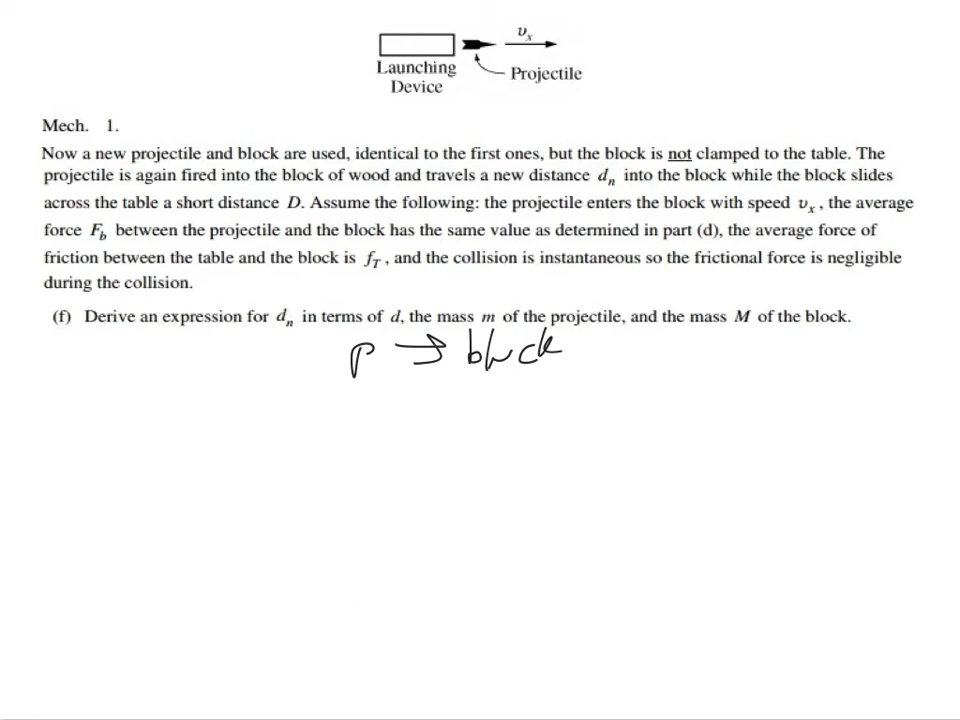 υx
Launching
Device
Projectile
Mech. 1.
Now a new projectile and block are used, identical to the first ones, but the block is not clamped to the table. The
projectile is again fired into the block of wood and travels a new distance dn into the block while the block slides
across the table a short distance D. Assume the following: the projectile enters the block with speed υx , the average
force Fb between the projectile and the block has the same value as determined in part (d), the average force of
friction between the table and the block is fT , and the collision is instantaneous so the frictional force is negligible
during the collision.
(f) Derive an expression for dn in terms of d, the mass m of the projectile, and the mass M of the block.
p → block